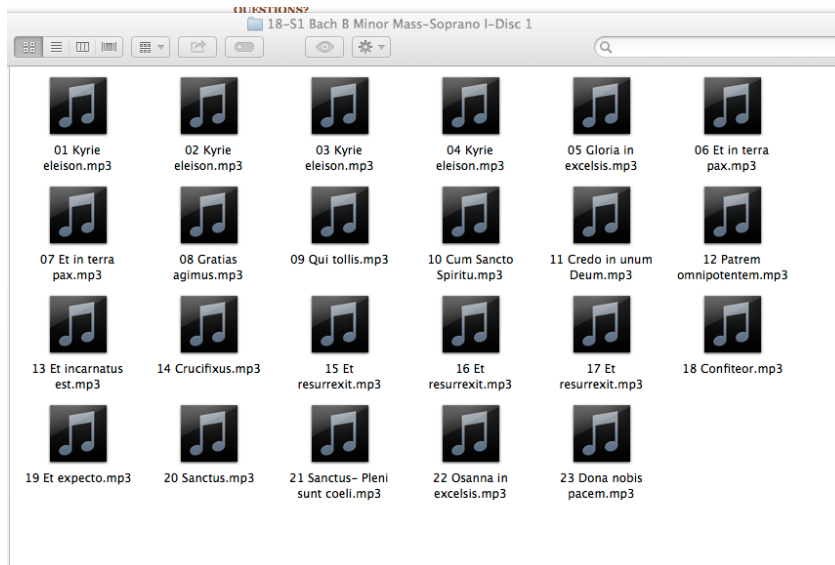 QUESTIONS?
18-S1 Bach B Minor Mass-Soprano I-Disc 1
01 Kyrie
eleison.mp3
02 Kyrie
eleison.mp3
03 Kyrie
eleison.mp3
04 Kyrie
eleison.mp3
05 Gloria in
excelsis.mp3
06 Et in terra
pax.mp3
07 Et in terra
pax.mp3
08 Gratias
agimus.mp3
09 Qui tollis.mp3
10 Cum Sancto
Spiritu.mp3
11 Credo in unum
Deum.mp3
12 Patrem
omnipotentem.mp3
13 Et incarnatus
est.mp3
14 Crucifixus.mp3
15 Et
resurrexit.mp3
16 Et
resurrexit.mp3
17 Et
resurrexit.mp3
18 Confiteor.mp3
19 Et expecto.mp3
20 Sanctus.mp3
21 Sanctus- Pleni
sunt coeli.mp3
22 Osanna in
excelsis.mp3
23 Dona nobis
pacem.mp3